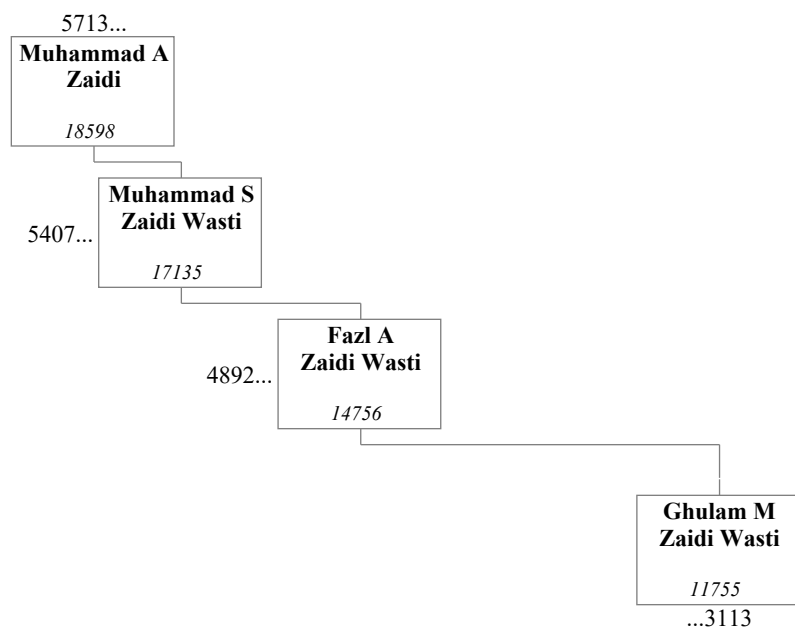 5713...
Muhammad A
Zaidi
18598
Muhammad S
Zaidi Wasti
5407...
17135
Fazl A
Zaidi Wasti
4892...
14756
Ghulam M
Zaidi Wasti
11755
...3113